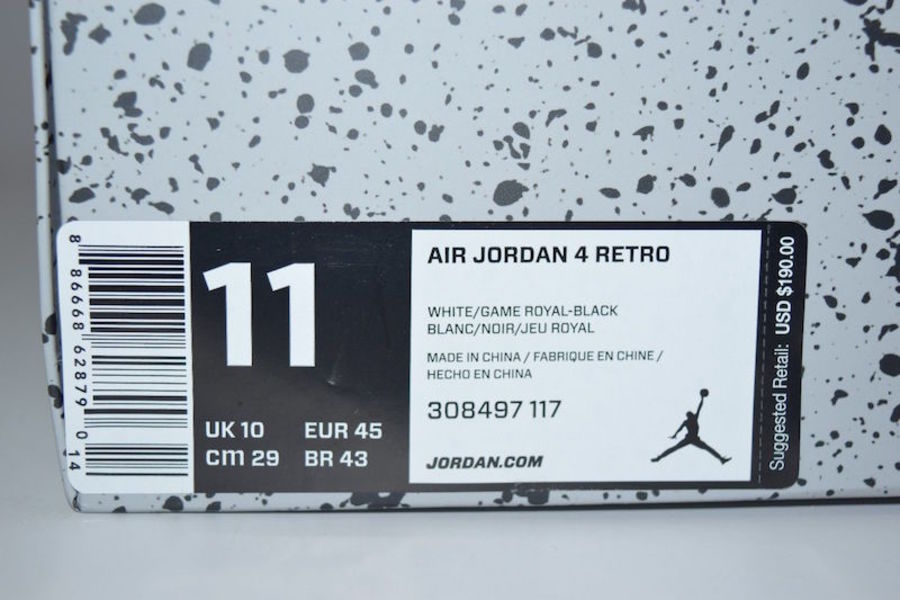 8 86668 62879 0 14
11
UK 10 EUR 45
cm 29 BR 43
AIR JORDAN 4 RETRO
WHITE/GAME ROYAL-BLACK
BLANC/NOIR/JEU ROYAL
MADE IN CHINA / FABRIQUE EN CHINE /
HECHO EN CHINA
308497 117
JORDAN.COM
Suggested Retail: USD $190.00